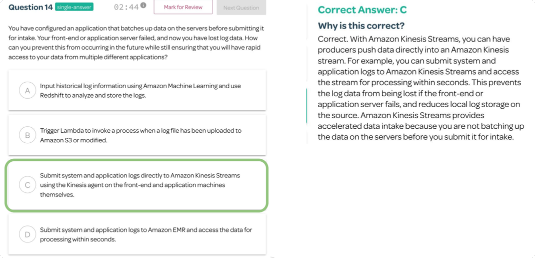 Question 14 single-answer 02:44 Mark for Review Next Question
You have configured an application that batches up data on the servers before submitting it
for intake. Your front-end or application server failed, and now you have lost log data. How
can you prevent this from occurring in the future while still ensuring that you will have rapid
access to your data from multiple different applications?
A
Input historical log information using Amazon Machine Learning and use
Redshift to analyze and store the logs.
B
Trigger Lambda to invoke a process when a log file has been uploaded to
Amazon S3 or modified.
C
Submit system and application logs directly to Amazon Kinesis Streams
using the Kinesis agent on the front-end and application machines
themselves.
D
Submit system and application logs to Amazon EMR and access the data for
processing within seconds.
Correct Answer: C
Why is this correct?
Correct. With Amazon Kinesis Streams, you can have
producers push data directly into an Amazon Kinesis
stream. For example, you can submit system and
application logs to Amazon Kinesis Streams and access
the stream for processing within seconds. This prevents
the log data from being lost if the front-end or
application server fails, and reduces local log storage on
the source. Amazon Kinesis Streams provides
accelerated data intake because you are not batching up
the data on the servers before you submit it for intake.